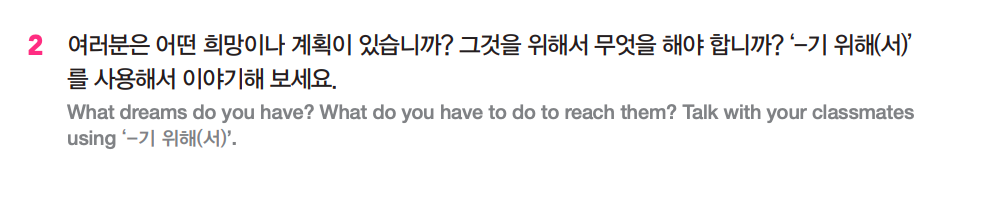 2 여러분은 어떤 희망이나 계획이 있습니까? 그것을 위해서 무엇을 해야 합니까? ‘–기 위해(서)’
를 사용해서 이야기해 보세요.
What dreams do you have? What do you have to do to reach them? Talk with your classmates
using ‘–기 위해(서)’.